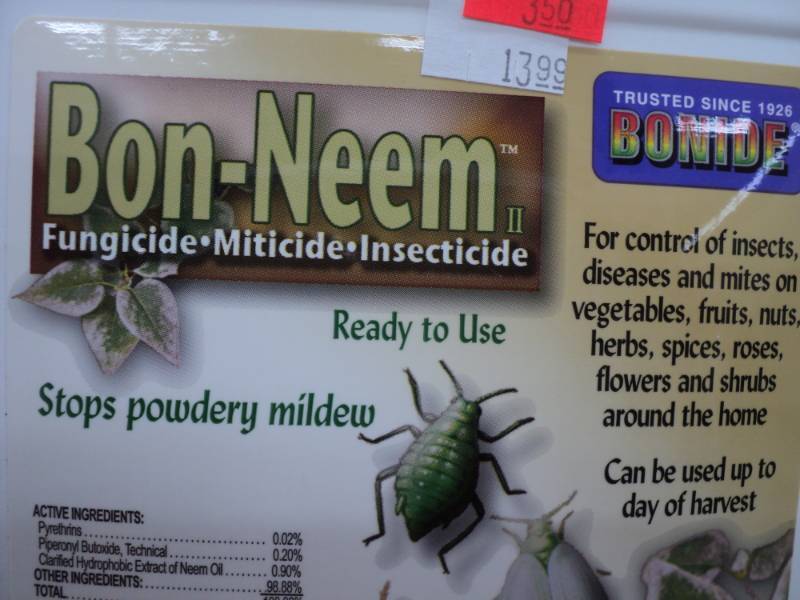 350
13.99
TRUSTED SINCE 1926
BONIDE®
Bon-Neem™ II
Fungicide•Miticide•Insecticide
Ready to Use
Stops powdery mildew
For control of insects,
diseases and mites on
vegetables, fruits, nuts,
herbs, spices, roses,
flowers and shrubs
around the home
Can be used up to
day of harvest
ACTIVE INGREDIENTS:
Pyrethrins 0.02%
Piperonyl Butoxide, Technical 0.20%
Clarified Hydrophobic Extract of Neem Oil 0.90%
OTHER INGREDIENTS: 98.88%
TOTAL